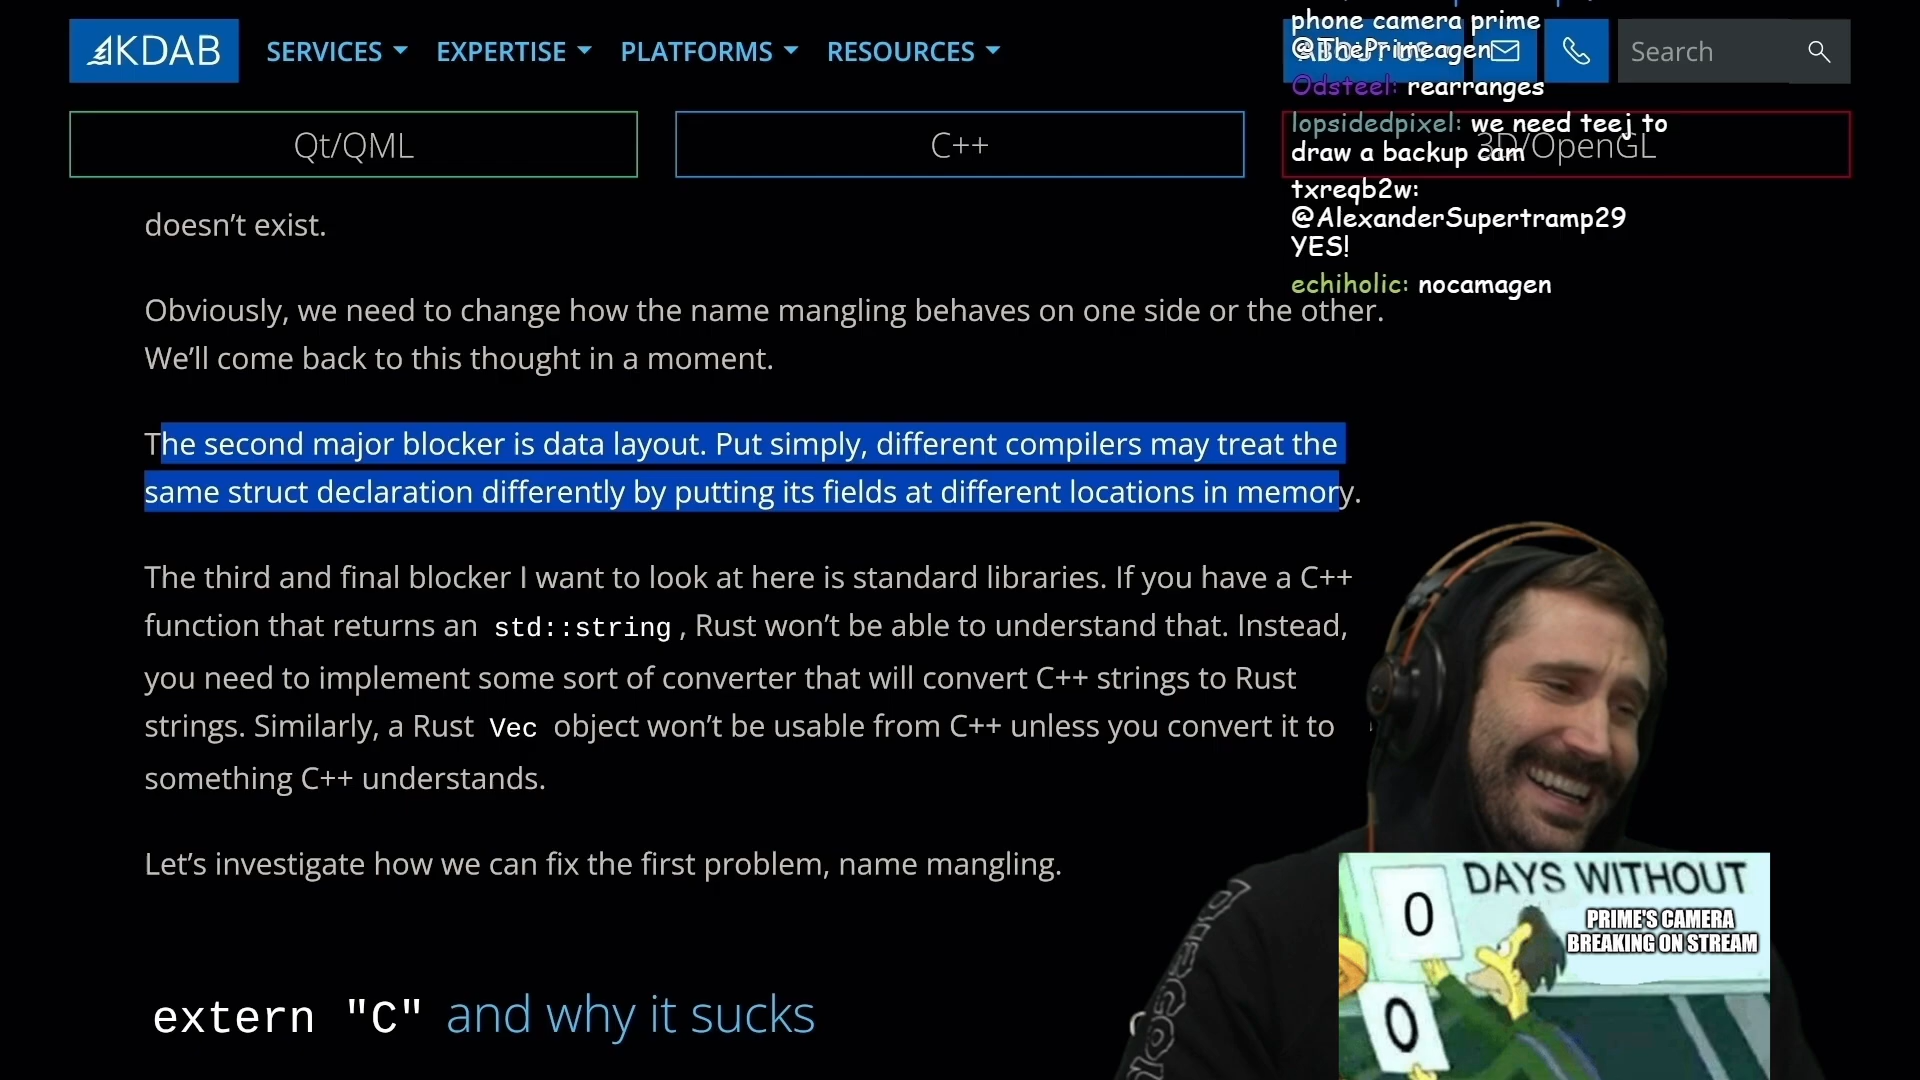 KDAB
SERVICES
EXPERTISE
PLATFORMS
RESOURCES
ABOUT US
Search
phone camera prime
@ThePrimeagen
Odsteel: rearranges
lopsidedpixel: we need teej to
draw a backup cam
txreqb2w:
@AlexanderSupertramp29
YES!
echiholic: nocamagen
Qt/QML
C++
3D/OpenGL
doesn’t exist.
Obviously, we need to change how the name mangling behaves on one side or the other.
We’ll come back to this thought in a moment.
The second major blocker is data layout. Put simply, different compilers may treat the
same struct declaration differently by putting its fields at different locations in memory.
The third and final blocker I want to look at here is standard libraries. If you have a C++
function that returns an std::string, Rust won’t be able to understand that. Instead,
you need to implement some sort of converter that will convert C++ strings to Rust
strings. Similarly, a Rust Vec object won’t be usable from C++ unless you convert it to
something C++ understands.
Let’s investigate how we can fix the first problem, name mangling.
extern "C" and why it sucks
0
DAYS WITHOUT
PRIME'S CAMERA
BREAKING ON STREAM
0